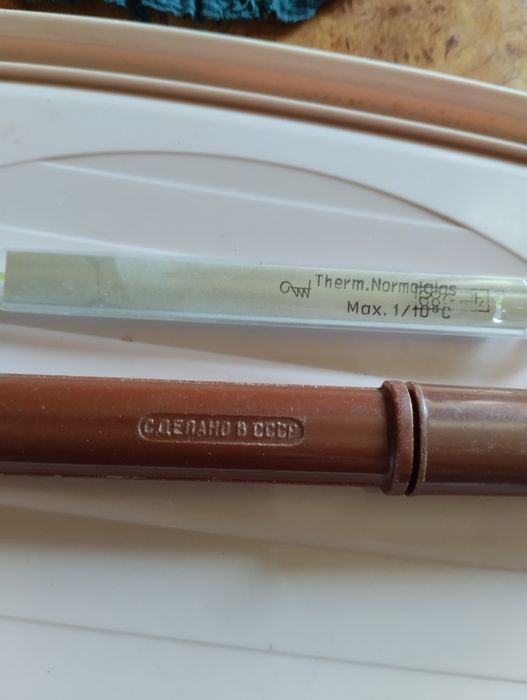 Therm.Normalglas
Max. 1/10°C
СДЕЛАНО В СССР